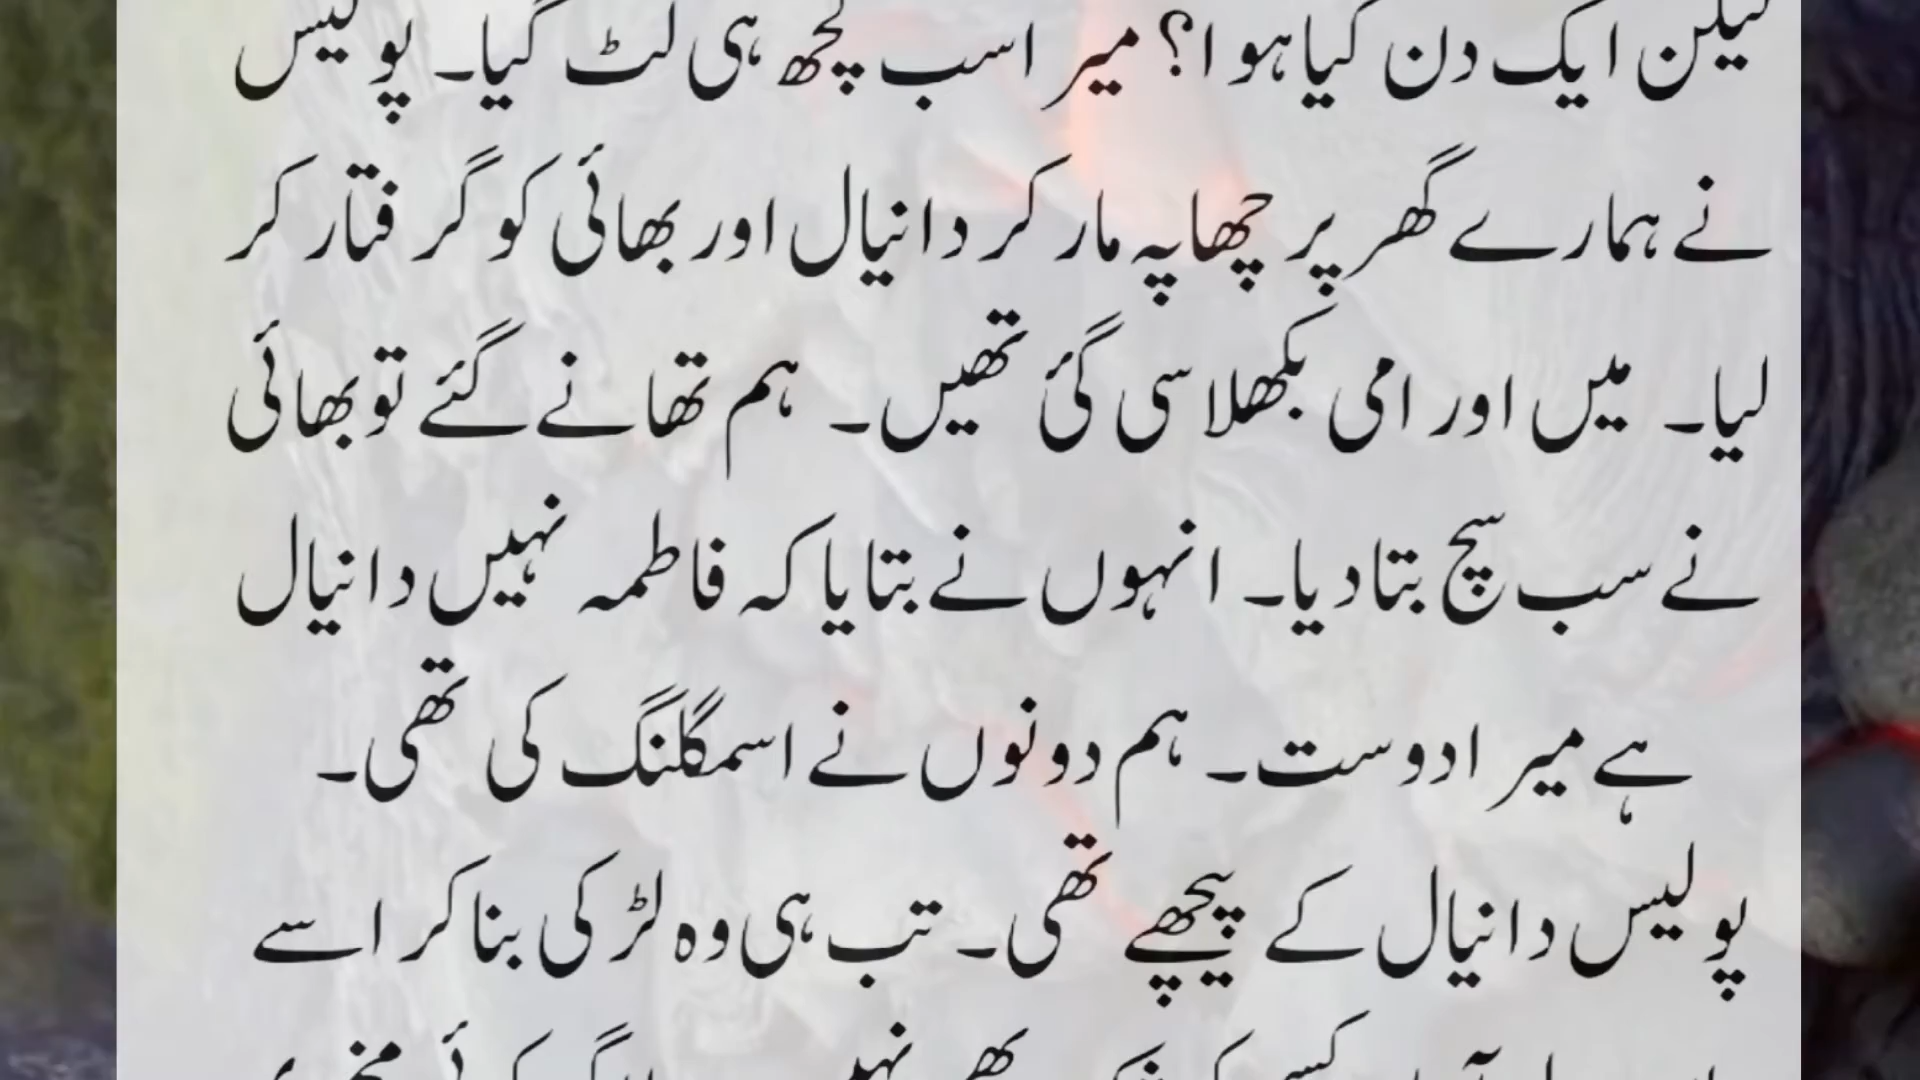 لیکن ایک دن کیا ہوا؟ میرا سب کچھ ہی لٹ گیا۔ پولیس
نے ہمارے گھر پر چھاپہ مار کر دانیال اور بھائی کو گرفتار کر
لیا۔ میں اور امی بکھلا سی گئ تھیں۔ ہم تھانے گئے تو بھائی
نے سب سچ بتا دیا۔ انہوں نے بتایا کہ فاطمہ نہیں دانیال
ہے میرا دوست۔ ہم دونوں نے اسمگلنگ کی تھی۔
پولیس دانیال کے پیچھے تھی۔ تب ہی وہ لڑکی بنا کر اسے